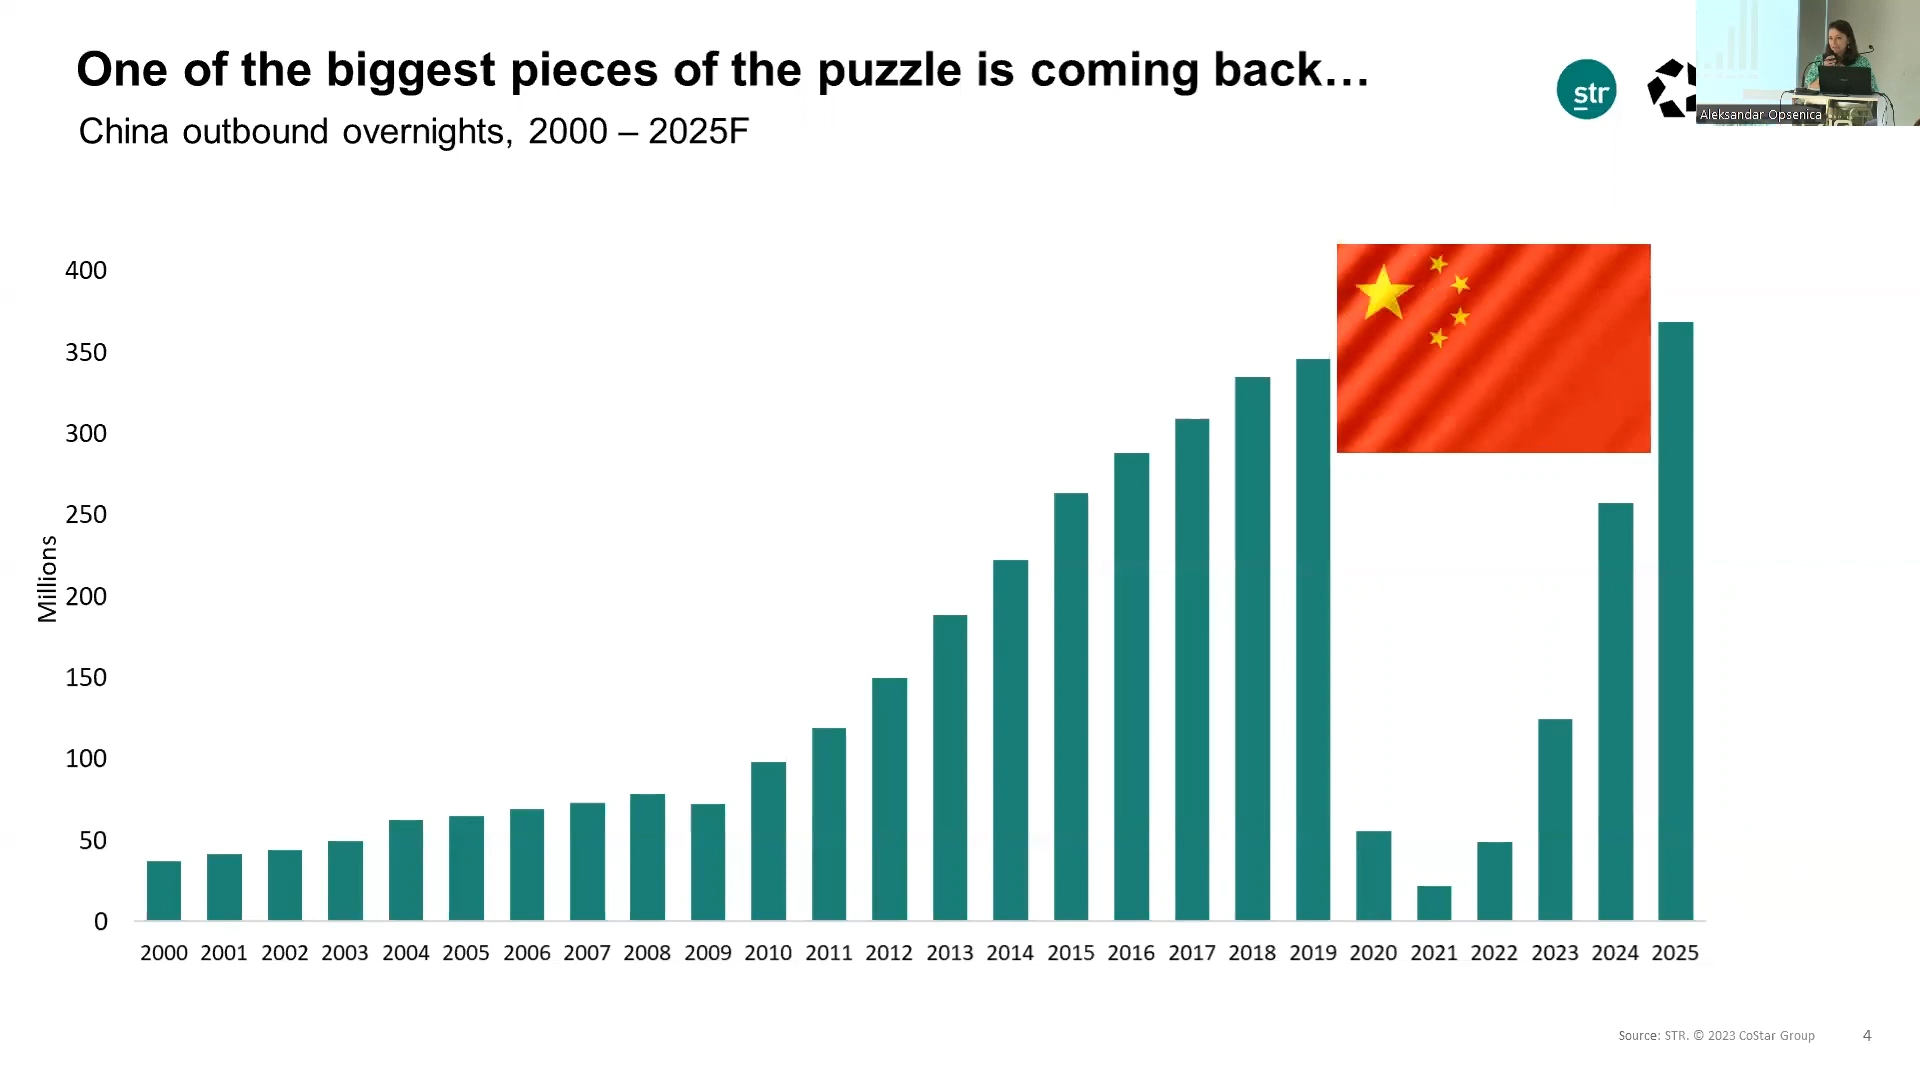 One of the biggest pieces of the puzzle is coming back…
China outbound overnights, 2000 – 2025F
str
Aleksandar Opsenica
Millions
400
350
300
250
200
150
100
50
0
2000 2001 2002 2003 2004 2005 2006 2007 2008 2009 2010 2011 2012 2013 2014 2015 2016 2017 2018 2019 2020 2021 2022 2023 2024 2025
Source: STR. © 2023 CoStar Group
4